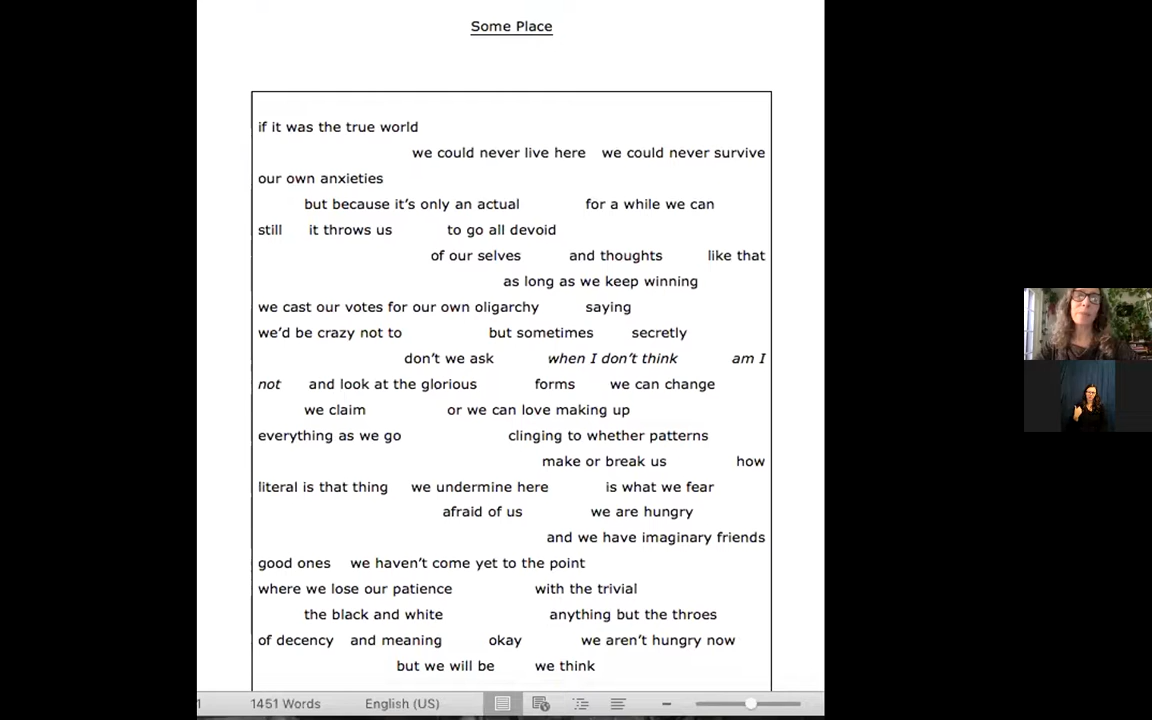 Some Place
if it was the true world
we could never live here we could never survive
our own anxieties
but because it's only an actual for a while we can
still it throws us to go all devoid
of our selves and thoughts like that
as long as we keep winning
we cast our votes for our own oligarchy saying
we'd be crazy not to but sometimes secretly
don't we ask when I don't think am I
not and look at the glorious forms we can change
we claim or we can love making up
everything as we go clinging to whether patterns
make or break us how
literal is that thing we undermine here is what we fear
afraid of us we are hungry
and we have imaginary friends
good ones we haven't come yet to the point
where we lose our patience with the trivial
the black and white anything but the throes
of decency and meaning okay we aren't hungry now
but we will be we think
1 1451 Words English (US)